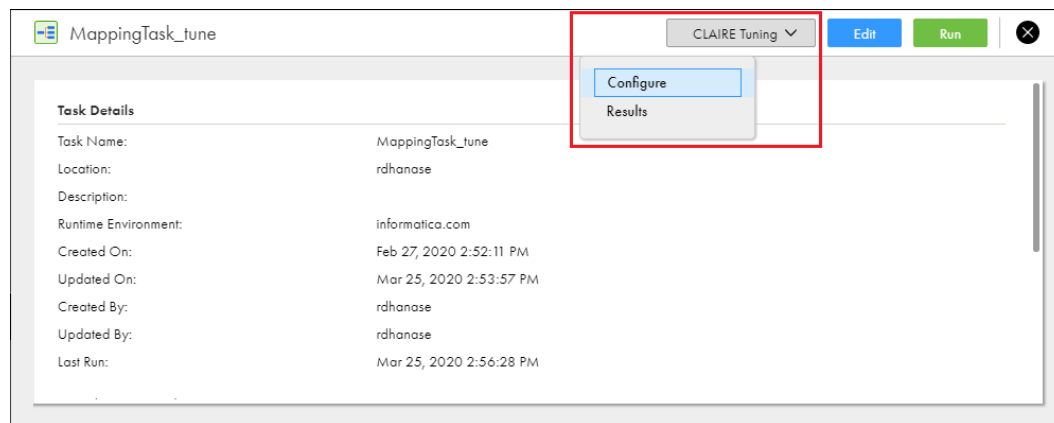 MappingTask_tune CLAIRE Tuning Edit Run
Configure
Results
Task Details
Task Name: MappingTask_tune
Location: rdhanase
Description:
Runtime Environment: informatica.com
Created On: Feb 27, 2020 2:52:11 PM
Updated On: Mar 25, 2020 2:53:57 PM
Created By: rdhanase
Updated By: rdhanase
Last Run: Mar 25, 2020 2:56:28 PM